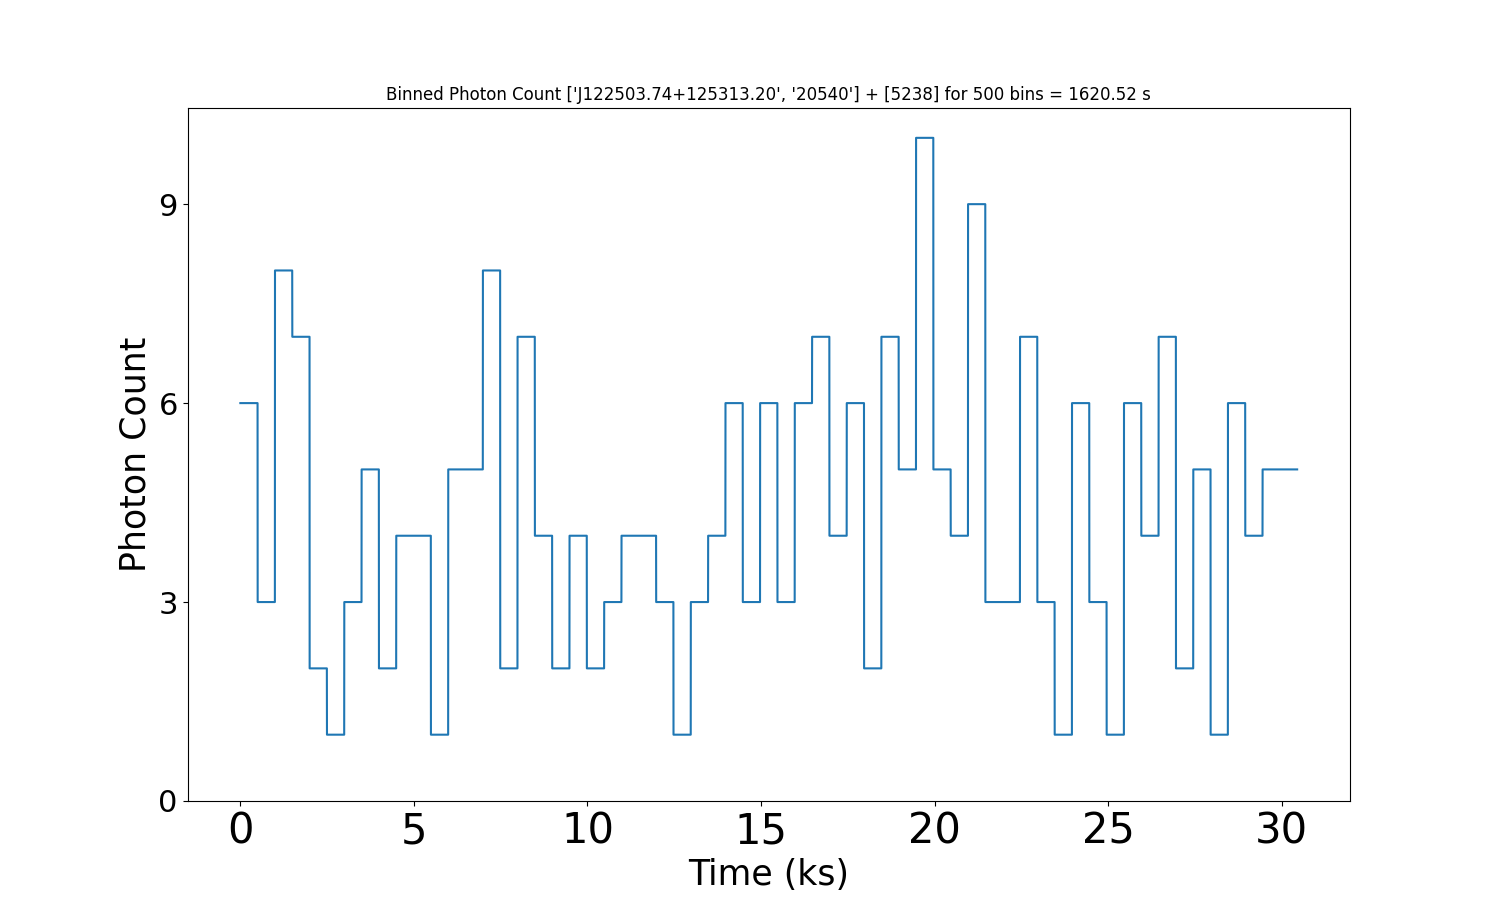 Binned Photon Count ['J122503.74+125313.20', '20540'] + [5238] for 500 bins = 1620.52 s
Photon Count
9
6
3
0
0 5 10 15 20 25 30
Time (ks)